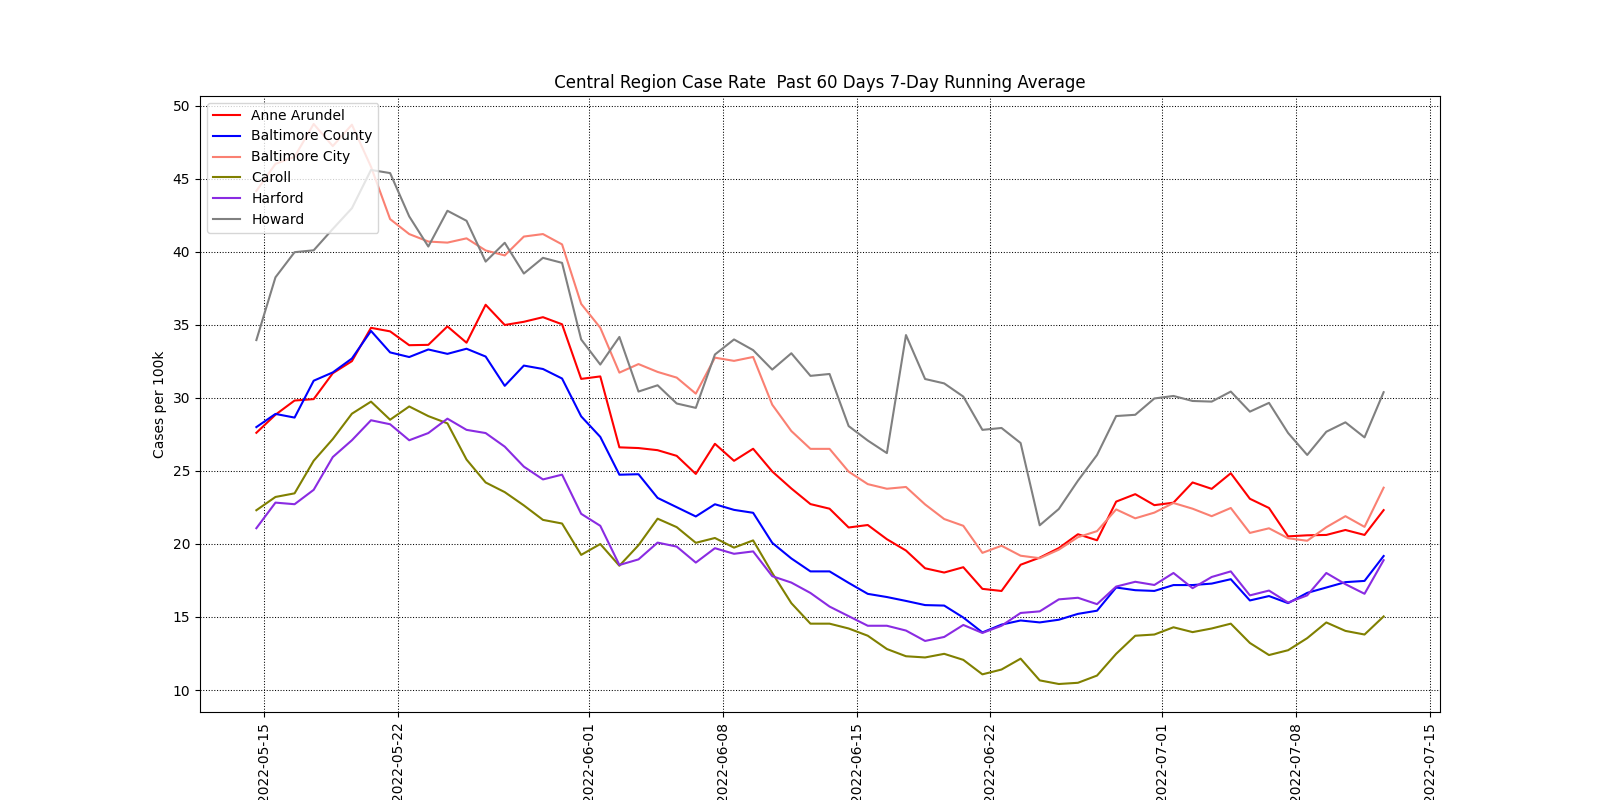 Central Region Case Rate  Past 60 Days 7-Day Running Average
Anne Arundel
Baltimore County
Baltimore City
Caroll
Harford
Howard
Cases per 100k
50
45
40
35
30
25
20
15
10
2022-05-15
2022-05-22
2022-06-01
2022-06-08
2022-06-15
2022-06-22
2022-07-01
2022-07-08
2022-07-15